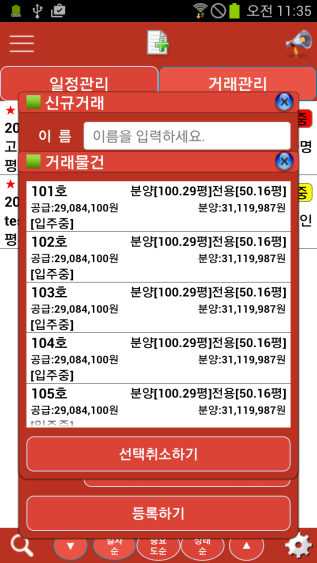 오전 11:35
일정관리 거래관리
신규거래
이 름 이름을 입력하세요.
거래물건
101호 분양[100.29평]전용[50.16평]
공급:29,084,100원 분양:31,119,987원
[입주중]
102호 분양[100.29평]전용[50.16평]
공급:29,084,100원 분양:31,119,987원
[입주중]
103호 분양[100.29평]전용[50.16평]
공급:29,084,100원 분양:31,119,987원
[입주중]
104호 분양[100.29평]전용[50.16평]
공급:29,084,100원 분양:31,119,987원
[입주중]
105호 분양[100.29평]전용[50.16평]
공급:29,084,100원 분양:31,119,987원
[입주중]
선택취소하기
등록하기
▼ 일자순 중요도순 상태순 ▲